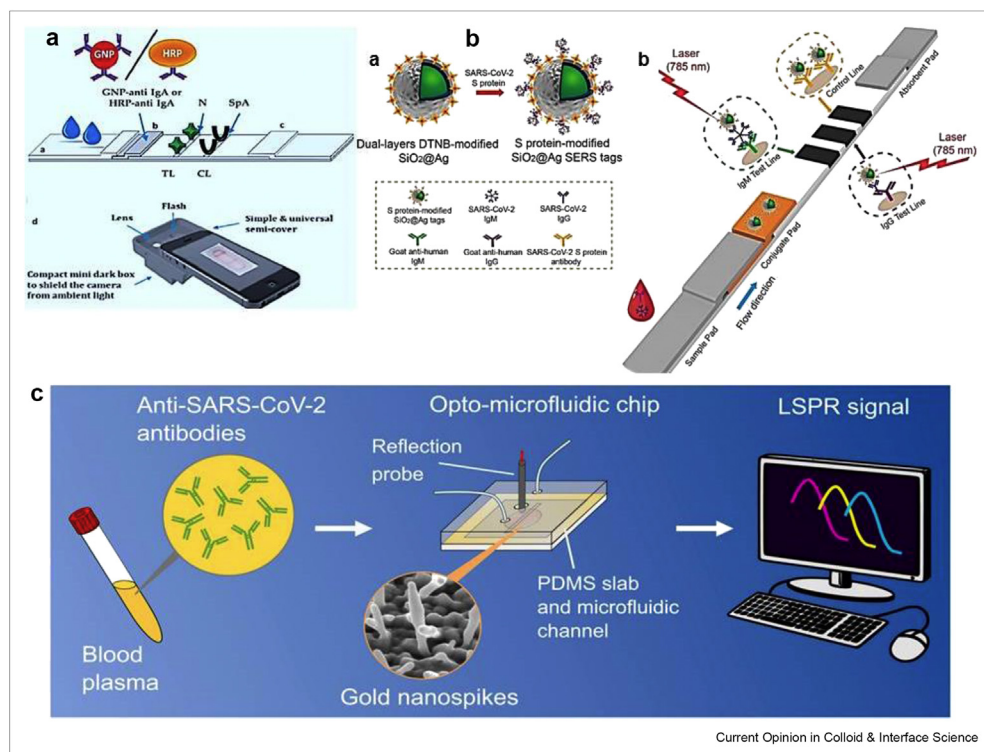 a
GNP
HRP
GNP-anti IgA or
HRP-anti IgA
N
SpA
b
c
a
TL
CL
d
Flash
Lens
Simple & universal
semi-cover
Compact mini dark box
to shield the camera
from ambient light
b
a
SARS-CoV-2
S protein
Dual-layers DTNB-modified
SiO₂@Ag
S protein-modified
SiO₂@Ag SERS tags
S protein-modified
SiO₂@Ag tags
SARS-CoV-2
IgM
SARS-CoV-2
IgG
Goat anti-human
IgM
Goat anti-human
IgG
SARS-CoV-2 S protein
antibody
b
Laser
(785 nm)
Control Line
Absorbent Pad
IgM Test Line
Laser
(785 nm)
IgG Test Line
Conjugate Pad
Flow direction
Sample Pad
c
Anti-SARS-CoV-2
antibodies
Blood
plasma
Opto-microfluidic chip
Reflection
probe
PDMS slab
and microfluidic
channel
Gold nanospikes
LSPR signal
Current Opinion in Colloid & Interface Science